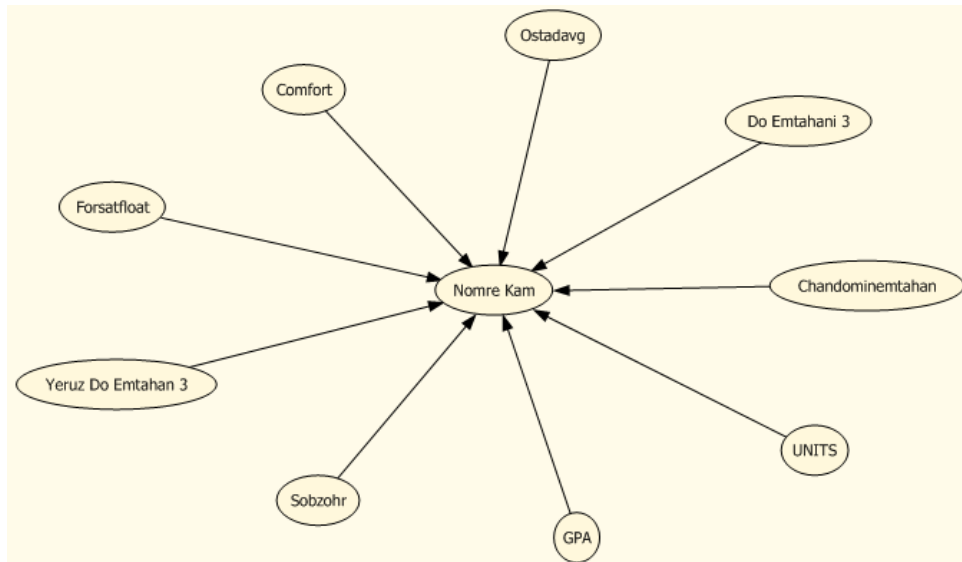 Ostadavg
Comfort
Do Emtahani 3
Forsatfloat
Nomre Kam
Chandominemtahan
Yeruz Do Emtahan 3
UNITS
Sobzohr
GPA